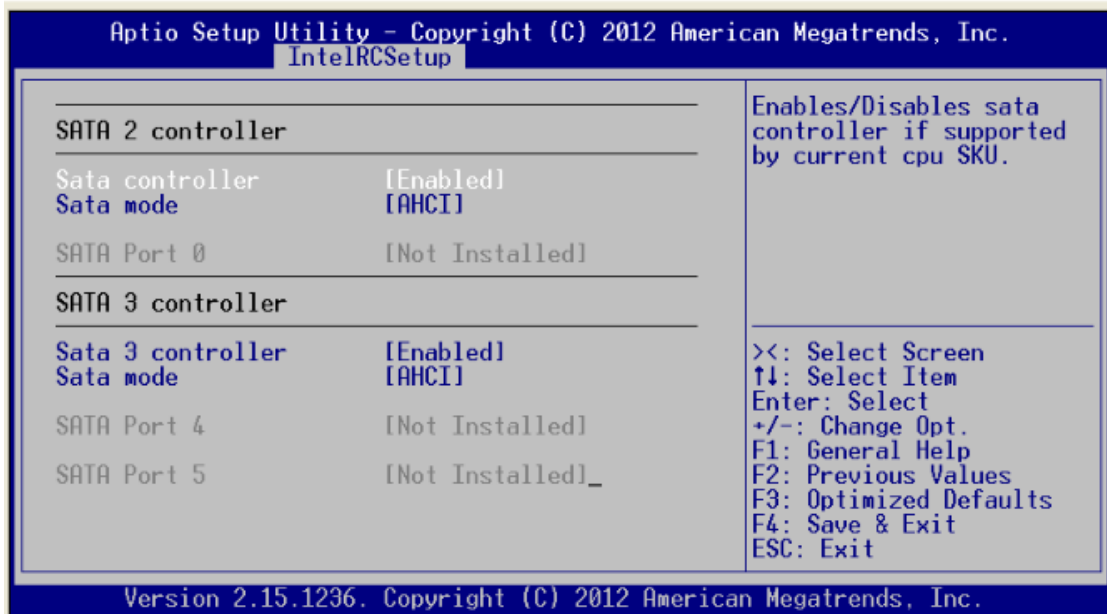 Aptio Setup Utility - Copyright (C) 2012 American Megatrends, Inc.
IntelRCSetup
SATA 2 controller
Sata controller [Enabled]
Sata mode [AHCI]
SATA Port 0 [Not Installed]
SATA 3 controller
Sata 3 controller [Enabled]
Sata mode [AHCI]
SATA Port 4 [Not Installed]
SATA Port 5 [Not Installed]_
Enables/Disables sata
controller if supported
by current cpu SKU.
><: Select Screen
↑↓: Select Item
Enter: Select
+/-: Change Opt.
F1: General Help
F2: Previous Values
F3: Optimized Defaults
F4: Save & Exit
ESC: Exit
Version 2.15.1236. Copyright (C) 2012 American Megatrends, Inc.